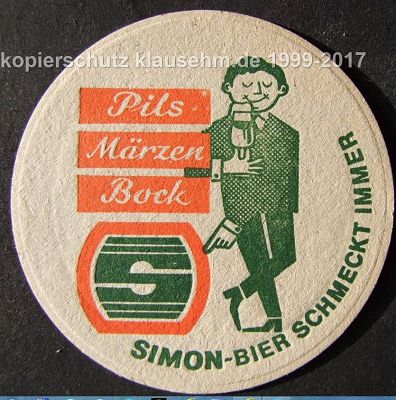 kopierschutz klausehm.de 1999-2017
Pils
Märzen
Bock
S
SIMON-BIER SCHMECKT IMMER